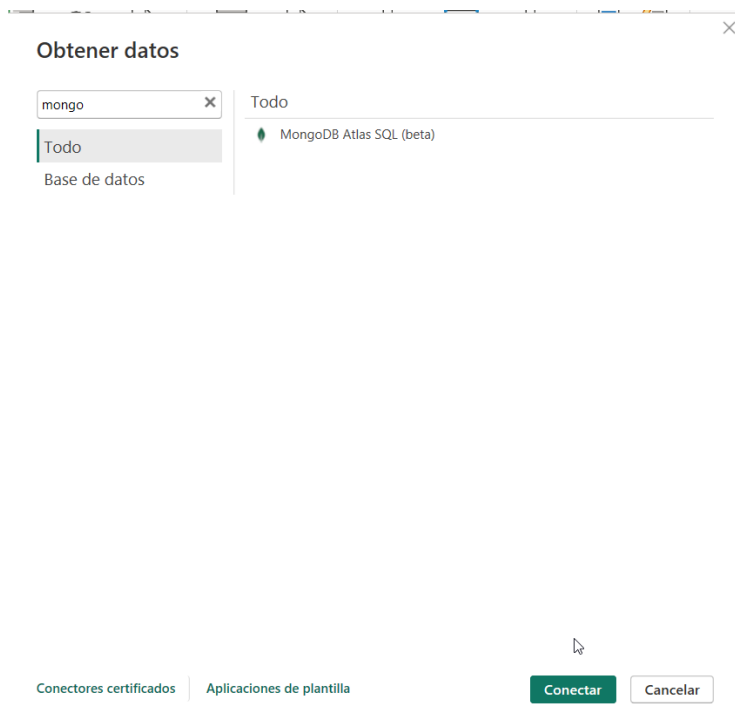 Obtener datos
mongo
Todo
Base de datos
Todo
MongoDB Atlas SQL (beta)
Conectores certificados
Aplicaciones de plantilla
Conectar
Cancelar